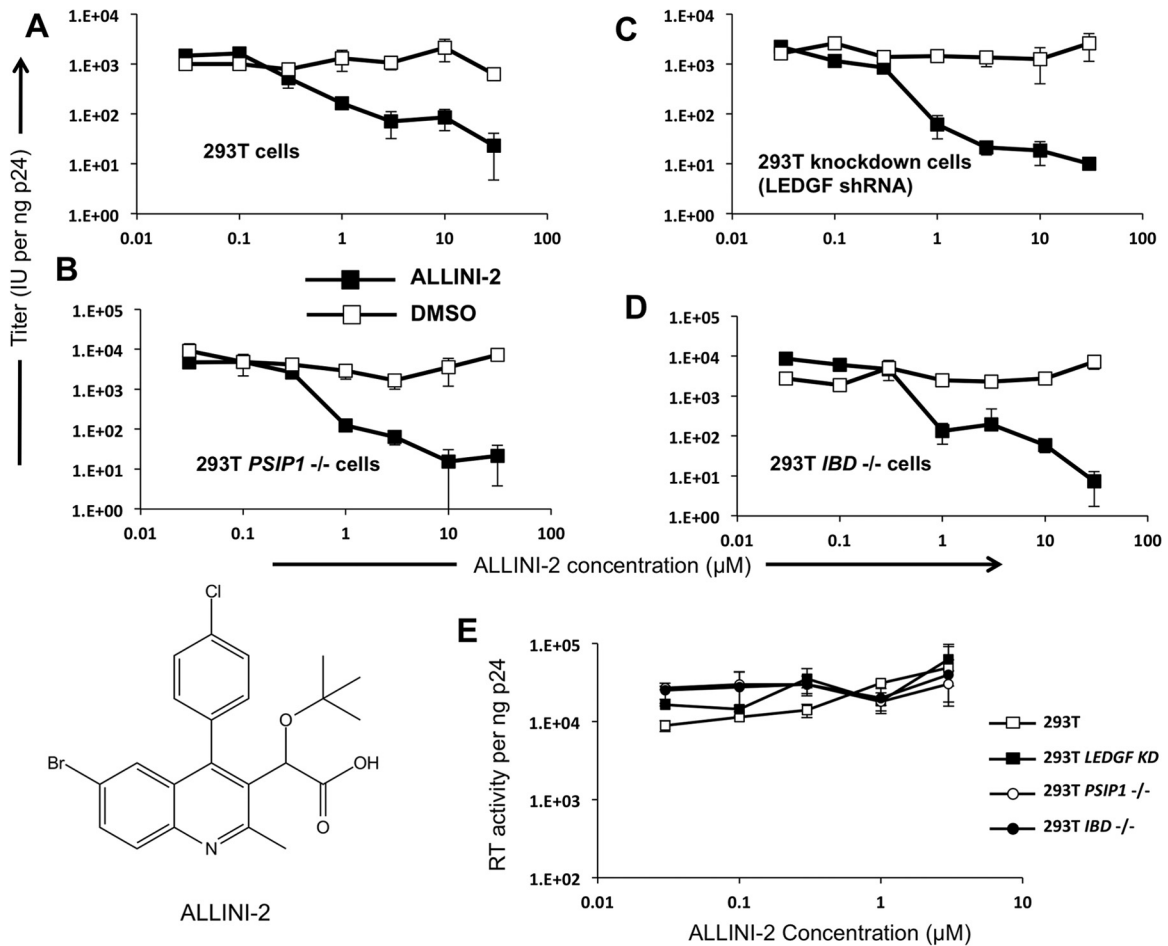 A
1.E+04
1.E+03
1.E+02
1.E+01
1.E+00
293T cells
0.01 0.1 1 10 100
C
1.E+04
1.E+03
1.E+02
1.E+01
1.E+00
293T knockdown cells
(LEDGF shRNA)
0.01 0.1 1 10 100
Titer (IU per ng p24)
B
ALLINI-2
DMSO
1.E+05
1.E+04
1.E+03
1.E+02
1.E+01
1.E+00
293T PSIP1 -/- cells
0.01 0.1 1 10 100
D
1.E+05
1.E+04
1.E+03
1.E+02
1.E+01
1.E+00
293T IBD -/- cells
0.01 0.1 1 10 100
ALLINI-2 concentration (µM)
Cl
O
Br
OH
O
N
ALLINI-2
E
RT activity per ng p24
1.E+05
1.E+04
1.E+03
1.E+02
0.01 0.1 1 10
293T
293T LEDGF KD
293T PSIP1 -/-
293T IBD -/-
ALLINI-2 Concentration (µM)